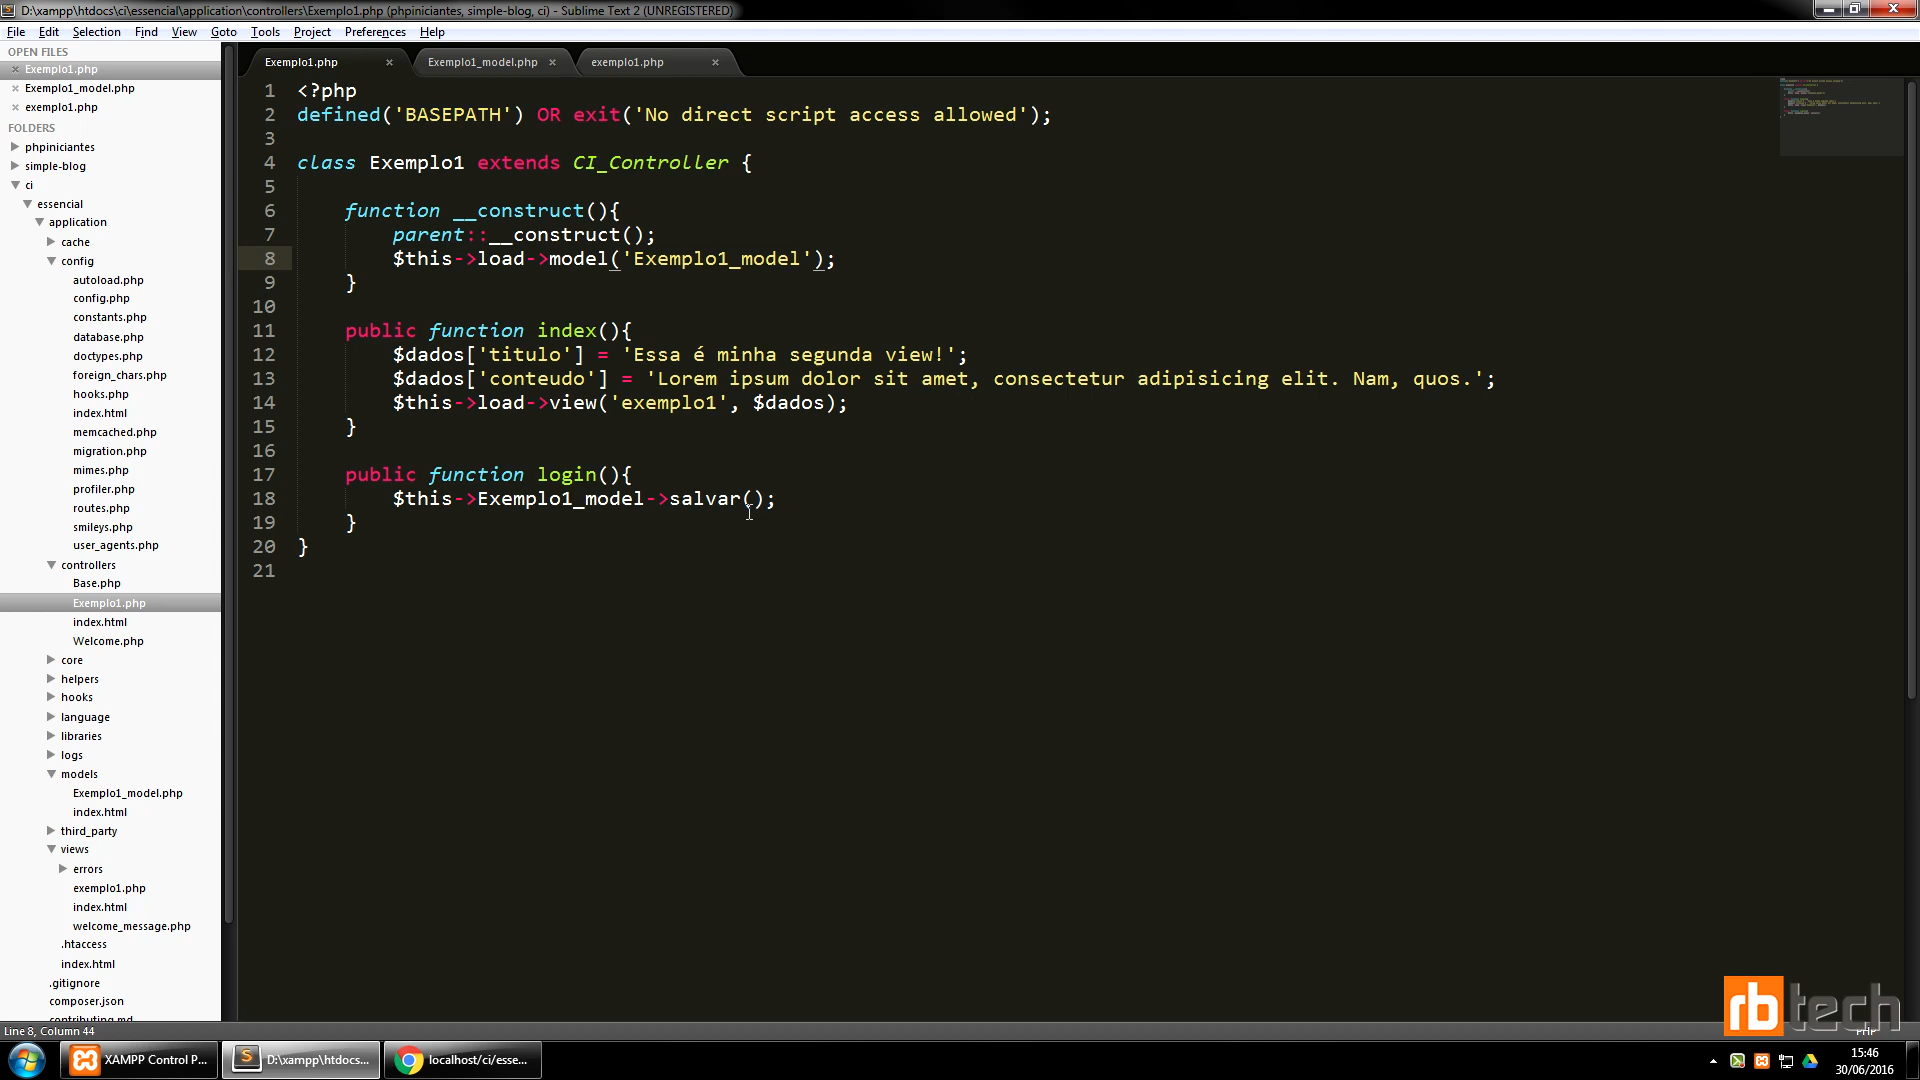 D:\xampp\htdocs\ci\essencial\application\controllers\Exemplo1.php (phpiniciantes, simple-blog, ci) - Sublime Text 2 (UNREGISTERED)
File Edit Selection Find View Goto Tools Project Preferences Help
OPEN FILES
Exemplo1.php
Exemplo1_model.php
exemplo1.php
FOLDERS
phpiniciantes
simple-blog
ci
essencial
application
cache
config
autoload.php
config.php
constants.php
database.php
doctypes.php
foreign_chars.php
hooks.php
index.html
memcached.php
migration.php
mimes.php
profiler.php
routes.php
smileys.php
user_agents.php
controllers
Base.php
Exemplo1.php
index.html
Welcome.php
core
helpers
hooks
language
libraries
logs
models
Exemplo1_model.php
index.html
third_party
views
errors
exemplo1.php
index.html
welcome_message.php
.htaccess
index.html
.gitignore
composer.json
contributing.md
Exemplo1.php Exemplo1_model.php exemplo1.php
1 <?php
2 defined('BASEPATH') OR exit('No direct script access allowed');
3
4 class Exemplo1 extends CI_Controller {
5
6 function __construct(){
7 parent::__construct();
8 $this->load->model('Exemplo1_model');
9 }
10
11 public function index(){
12 $dados['titulo'] = 'Essa é minha segunda view!';
13 $dados['conteudo'] = 'Lorem ipsum dolor sit amet, consectetur adipisicing elit. Nam, quos.';
14 $this->load->view('exemplo1', $dados);
15 }
16
17 public function login(){
18 $this->Exemplo1_model->salvar();
19 }
20 }
21
rbtech
Line 8, Column 44
PHP
XAMPP Control P... D:\xampp\htdocs... localhost/ci/esse...
15:46
30/06/2016